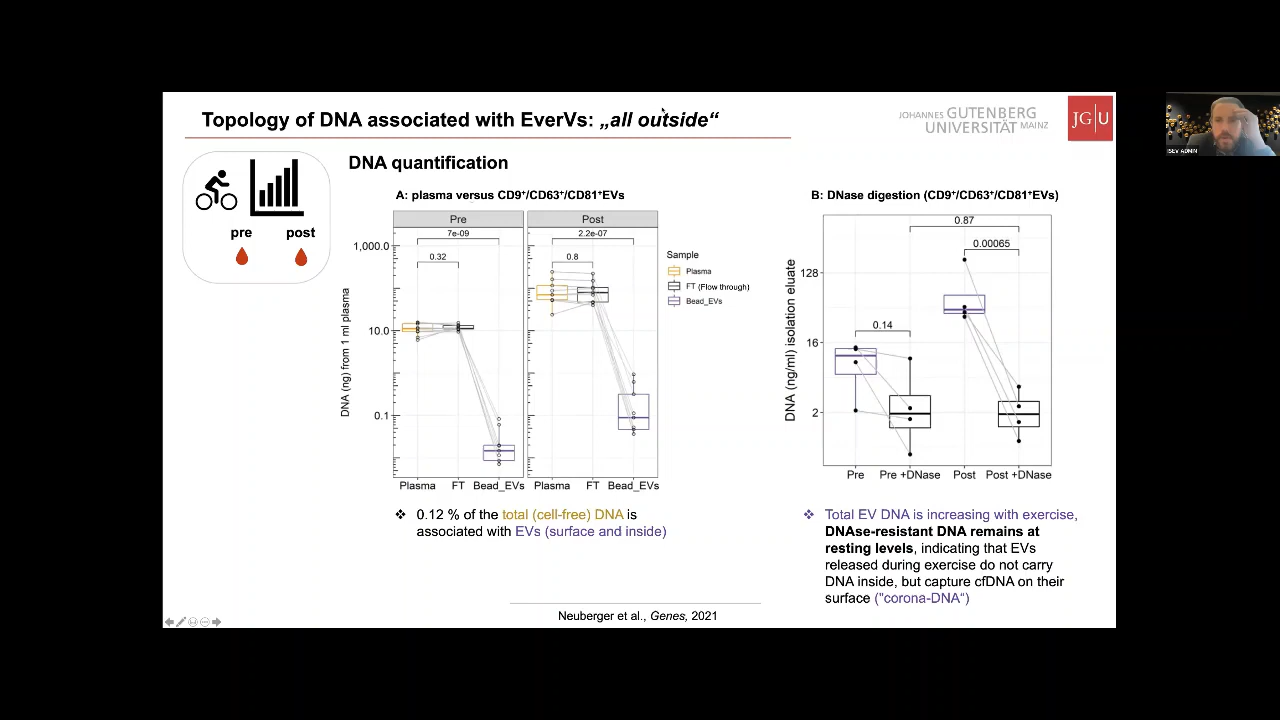 Topology of DNA associated with EverVs: „all outside“
JOHANNES GUTENBERG
UNIVERSITÄT MAINZ
JG|U
ISEV ADMIN
pre post
DNA quantification
A: plasma versus CD9⁺/CD63⁺/CD81⁺EVs
Pre Post
7e-09 2.2e-07
0.32 0.8
1,000.0
10.0
0.1
DNA (ng) from 1 ml plasma
Plasma FT Bead_EVs Plasma FT Bead_EVs
Sample
Plasma
FT (Flow through)
Bead_EVs
❖ 0.12 % of the total (cell-free) DNA is
associated with EVs (surface and inside)
B: DNase digestion (CD9⁺/CD63⁺/CD81⁺EVs)
0.87
0.00065
0.14
128
16
2
DNA (ng/ml) isolation eluate
Pre Pre +DNase Post Post +DNase
❖ Total EV DNA is increasing with exercise,
DNAse-resistant DNA remains at
resting levels, indicating that EVs
released during exercise do not carry
DNA inside, but capture cfDNA on their
surface ("corona-DNA“)
Neuberger et al., Genes, 2021